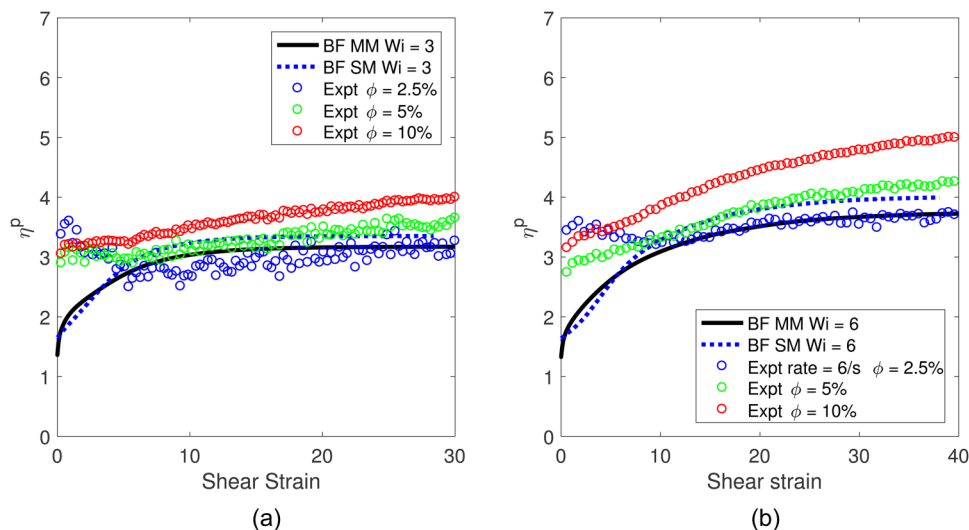 7
6
5
4
3
2
1
0
η^p
0
10
20
30
Shear Strain
BF MM Wi = 3
BF SM Wi = 3
Expt ϕ = 2.5%
Expt ϕ = 5%
Expt ϕ = 10%
(a)
7
6
5
4
3
2
1
0
η^p
0
10
20
30
40
Shear strain
BF MM Wi = 6
BF SM Wi = 6
Expt rate = 6/s ϕ = 2.5%
Expt ϕ = 5%
Expt ϕ = 10%
(b)